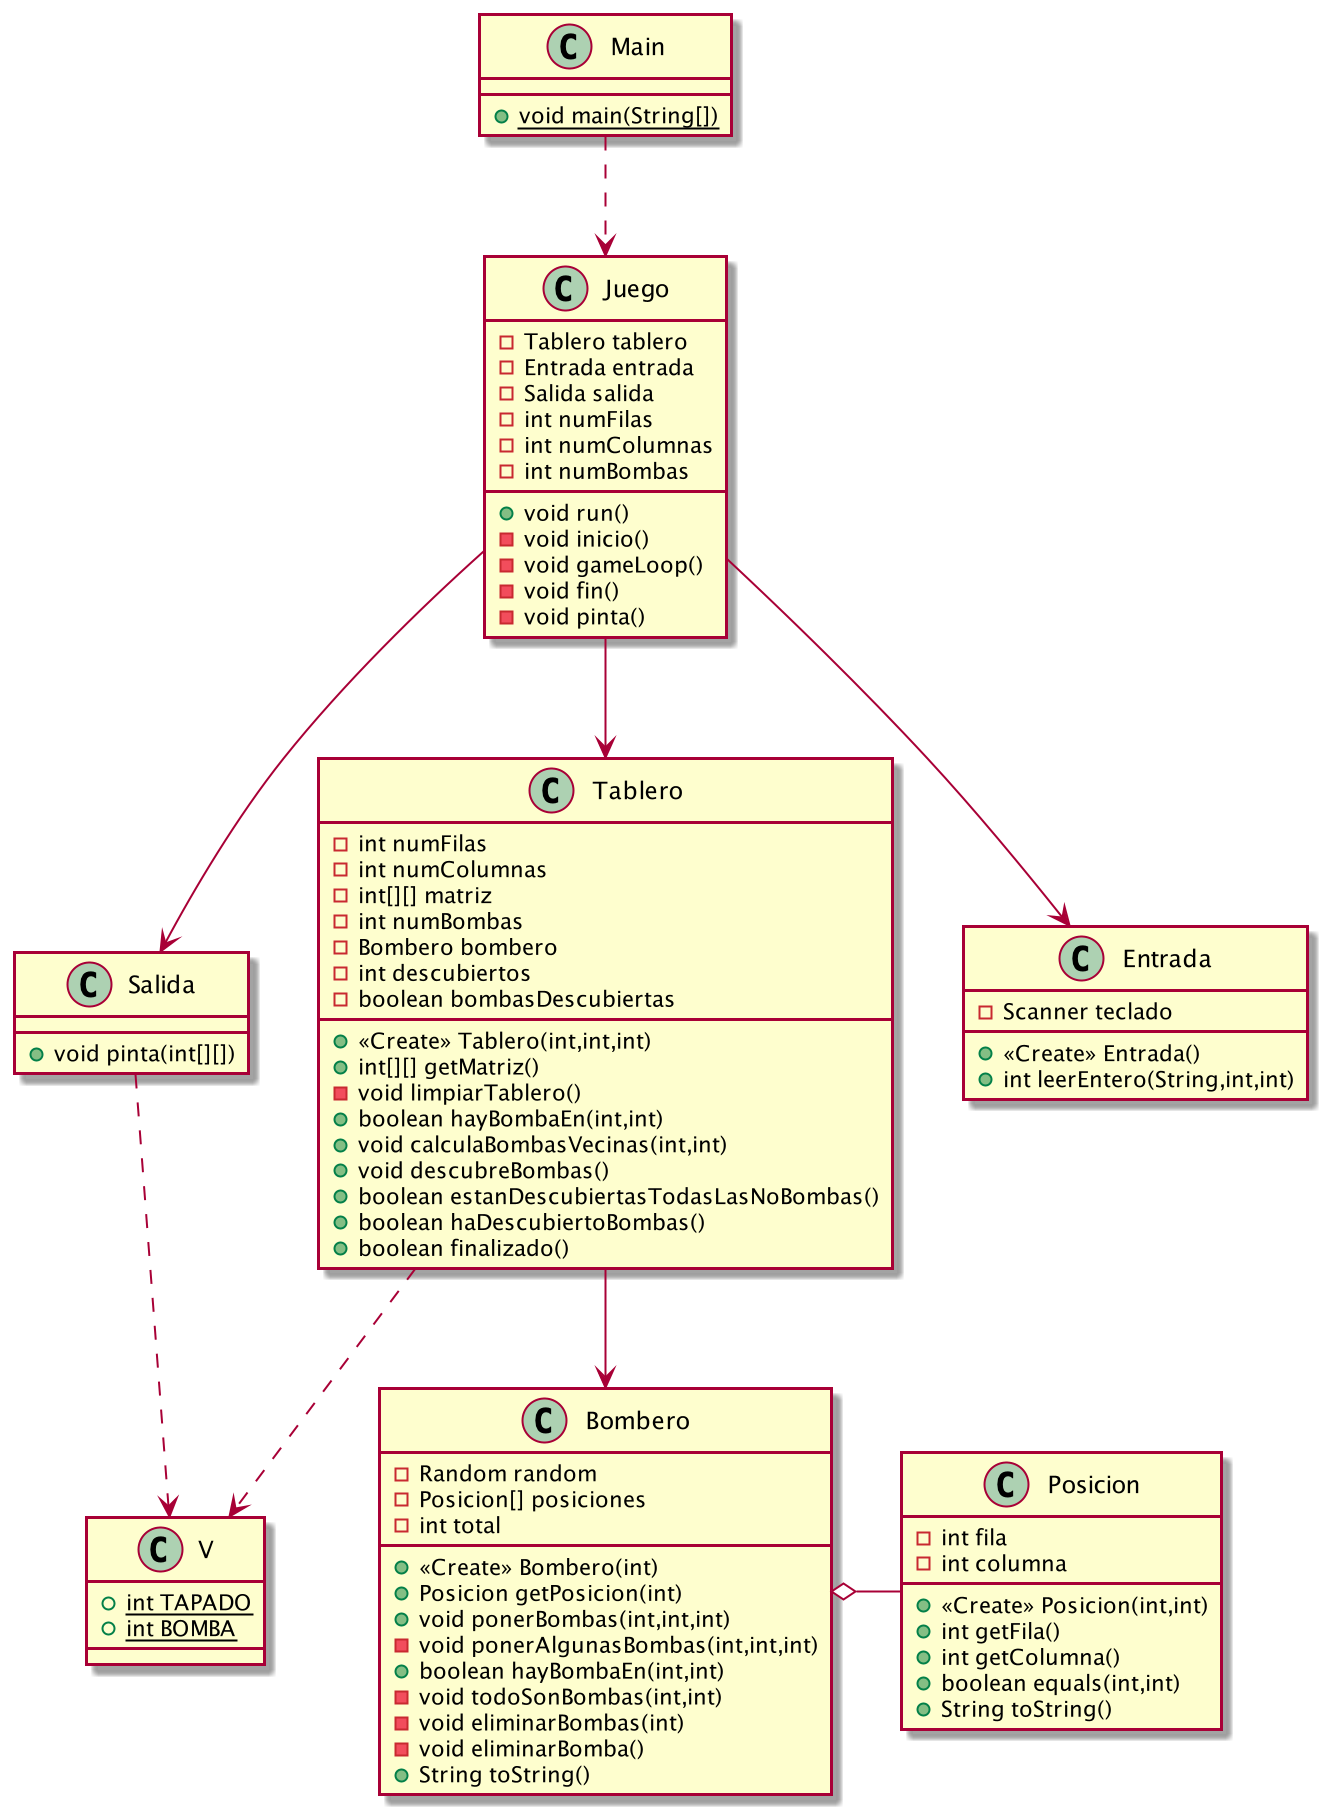 C Main
void main(String[])
C Juego
Tablero tablero
Entrada entrada
Salida salida
int numFilas
int numColumnas
int numBombas
void run()
void inicio()
void gameLoop()
void fin()
void pinta()
C Tablero
int numFilas
int numColumnas
int[][] matriz
int numBombas
Bombero bombero
int descubiertos
boolean bombasDescubiertas
«Create» Tablero(int,int,int)
int[][] getMatriz()
void limpiarTablero()
boolean hayBombaEn(int,int)
void calculaBombasVecinas(int,int)
void descubreBombas()
boolean estanDescubiertasTodasLasNoBombas()
boolean haDescubiertoBombas()
boolean finalizado()
C Salida
void pinta(int[][])
C Entrada
Scanner teclado
«Create» Entrada()
int leerEntero(String,int,int)
C V
int TAPADO
int BOMBA
C Bombero
Random random
Posicion[] posiciones
int total
«Create» Bombero(int)
Posicion getPosicion(int)
void ponerBombas(int,int,int)
void ponerAlgunasBombas(int,int,int)
boolean hayBombaEn(int,int)
void todoSonBombas(int,int)
void eliminarBombas(int)
void eliminarBomba()
String toString()
C Posicion
int fila
int columna
«Create» Posicion(int,int)
int getFila()
int getColumna()
boolean equals(int,int)
String toString()